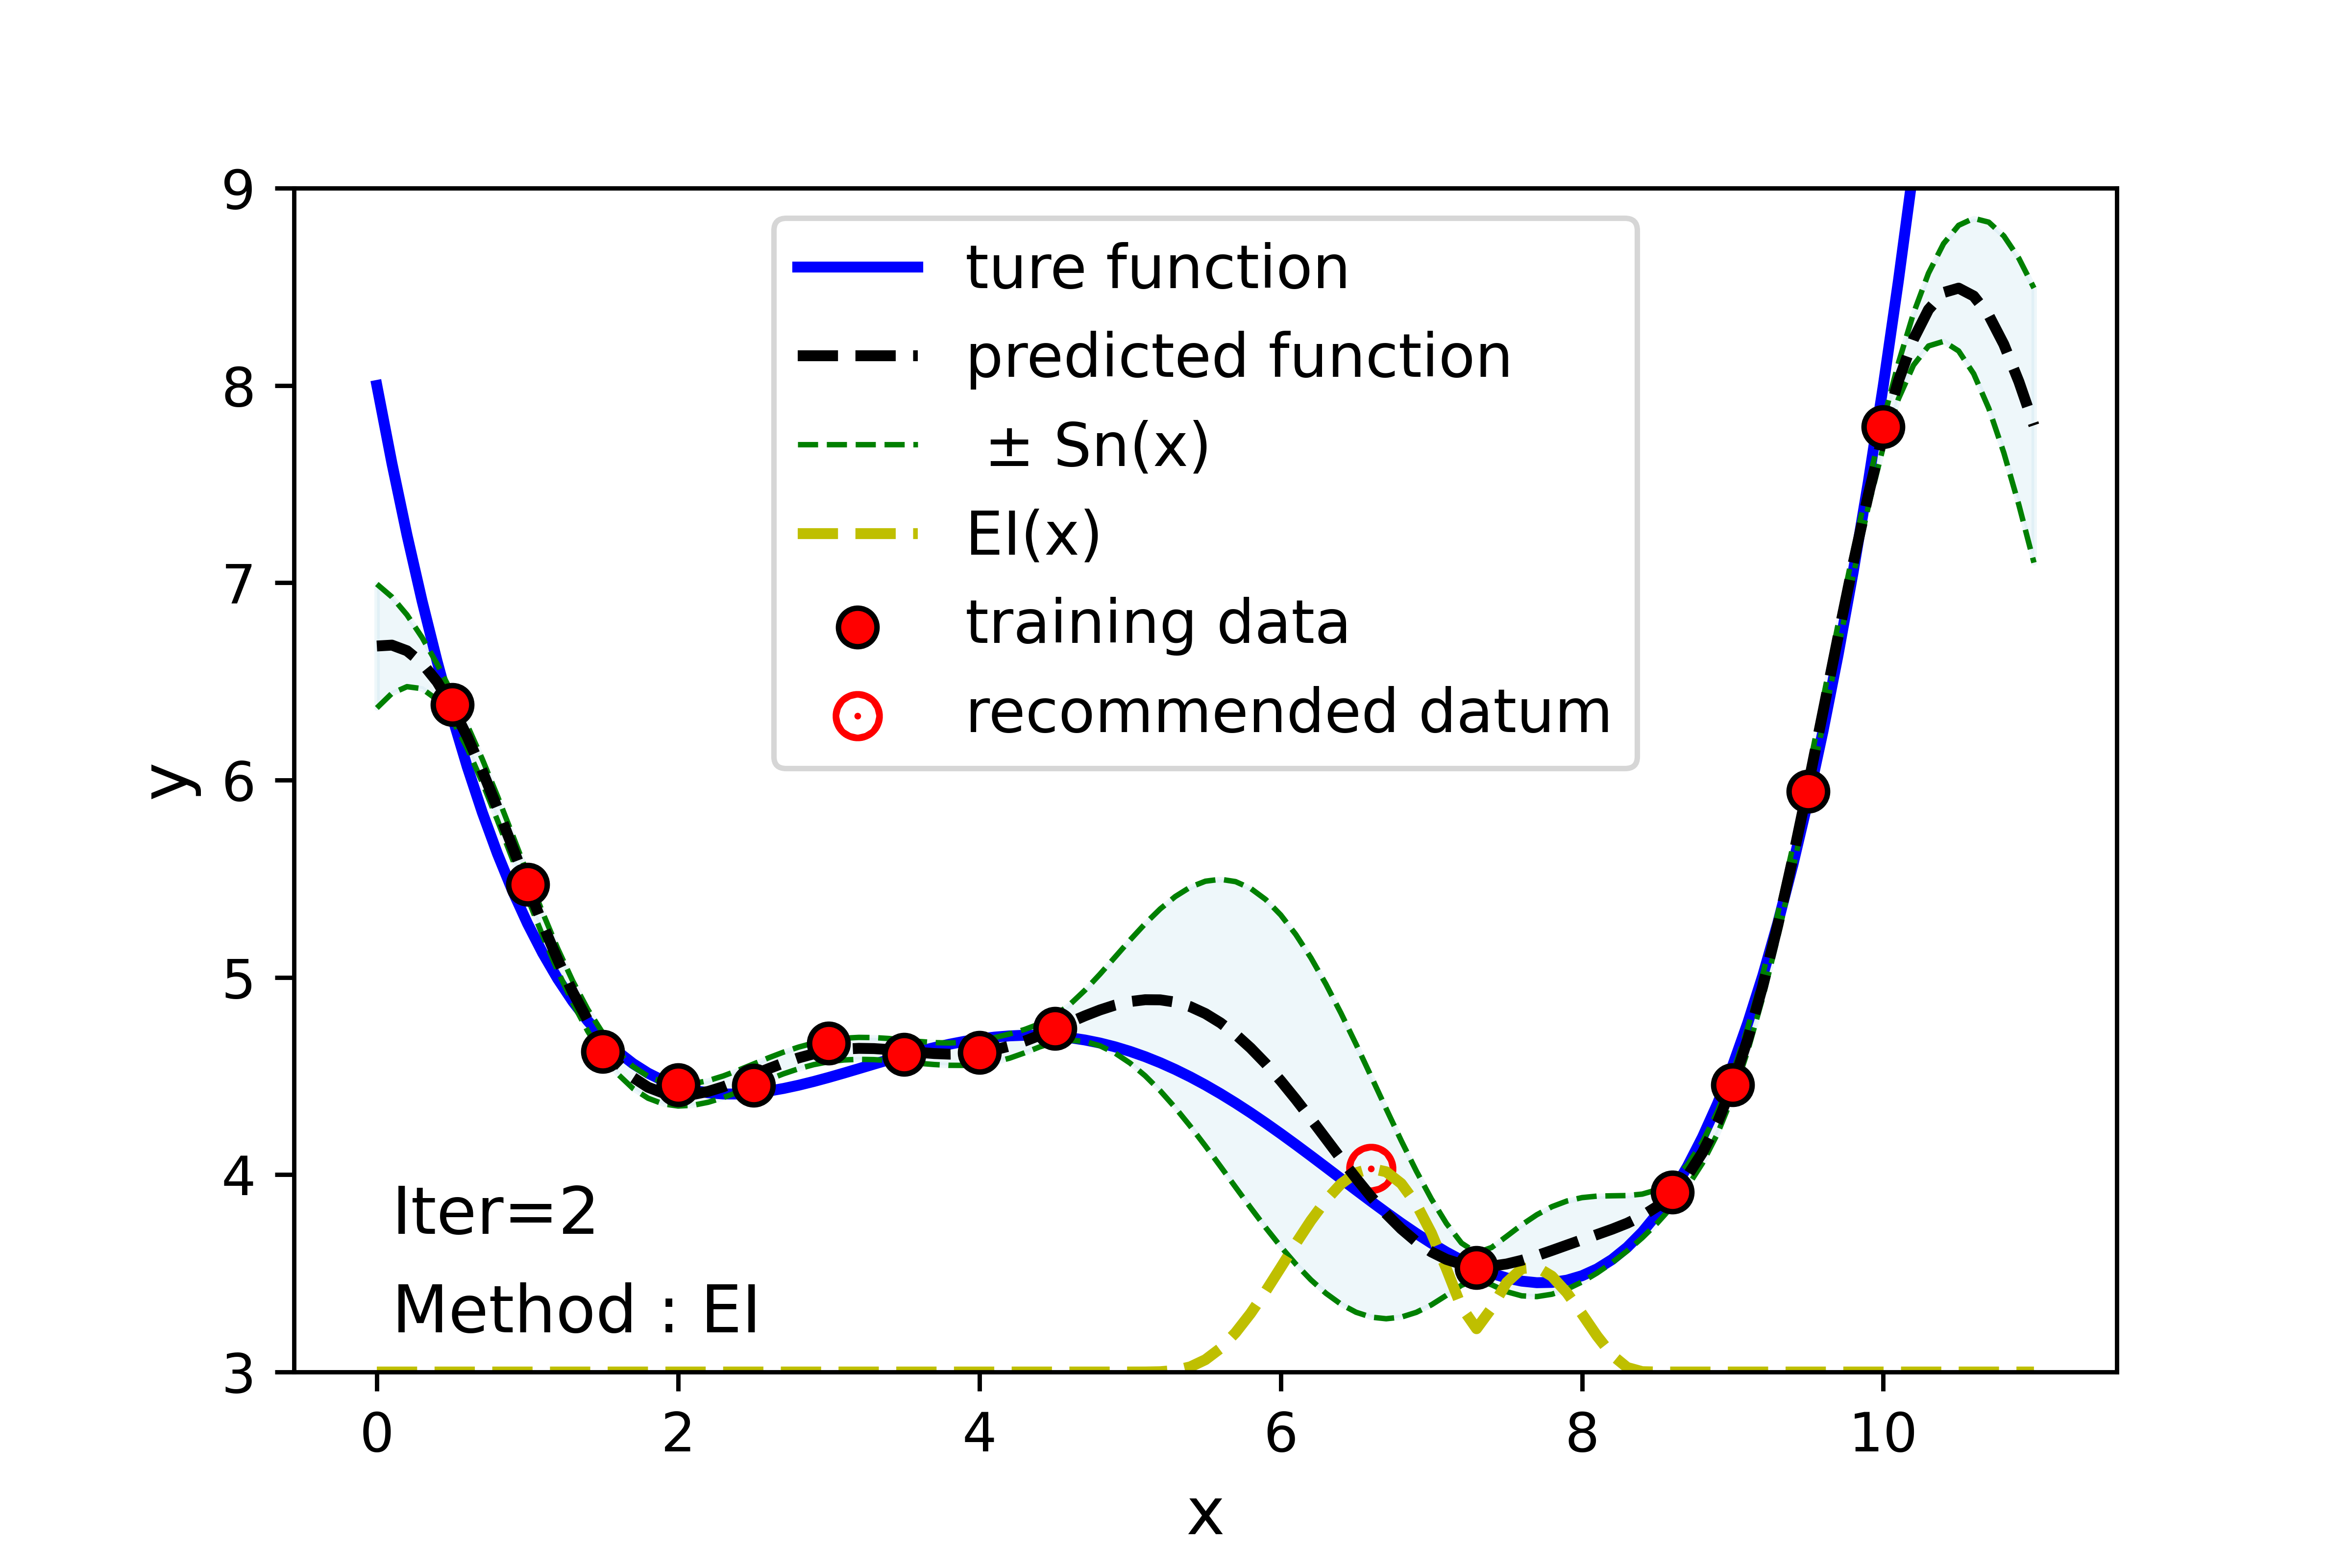 9
8
7
6
5
4
3
y
ture function
predicted function
± Sn(x)
EI(x)
training data
recommended datum
Iter=2
Method : EI
0 2 4 6 8 10
x